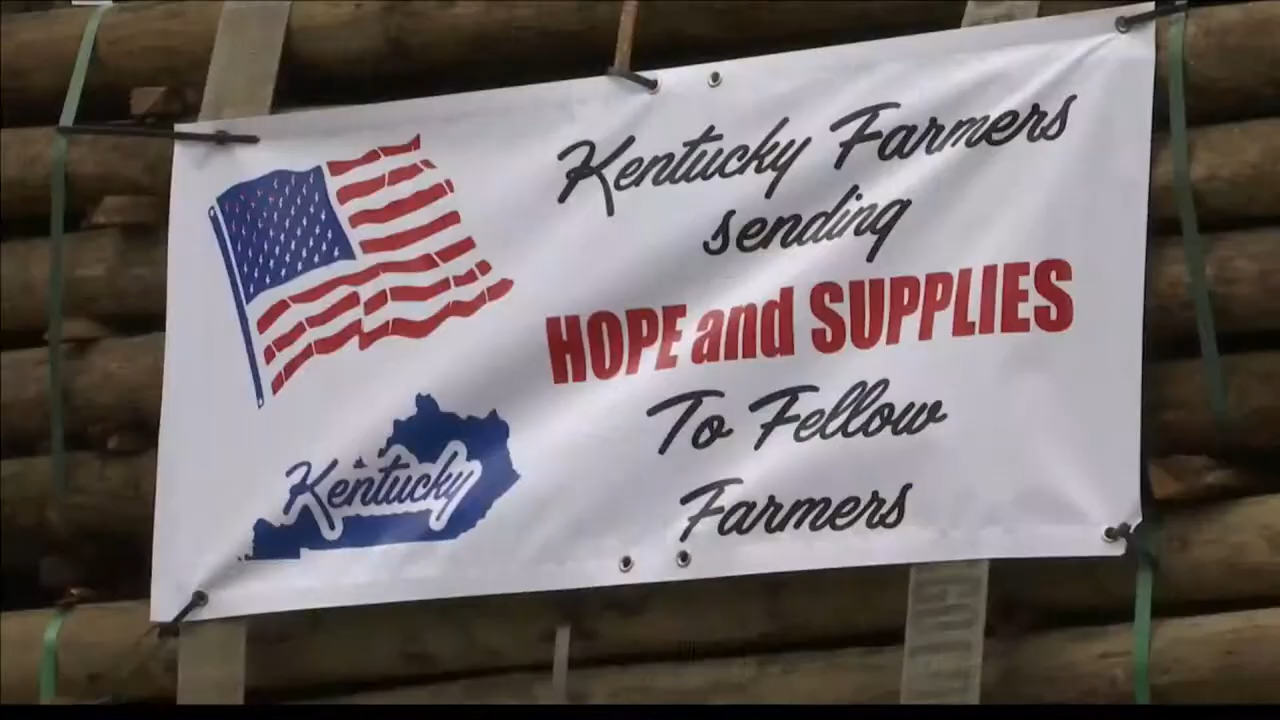 Kentucky Farmers
sending
HOPE and SUPPLIES
To Fellow
Farmers
Kentucky